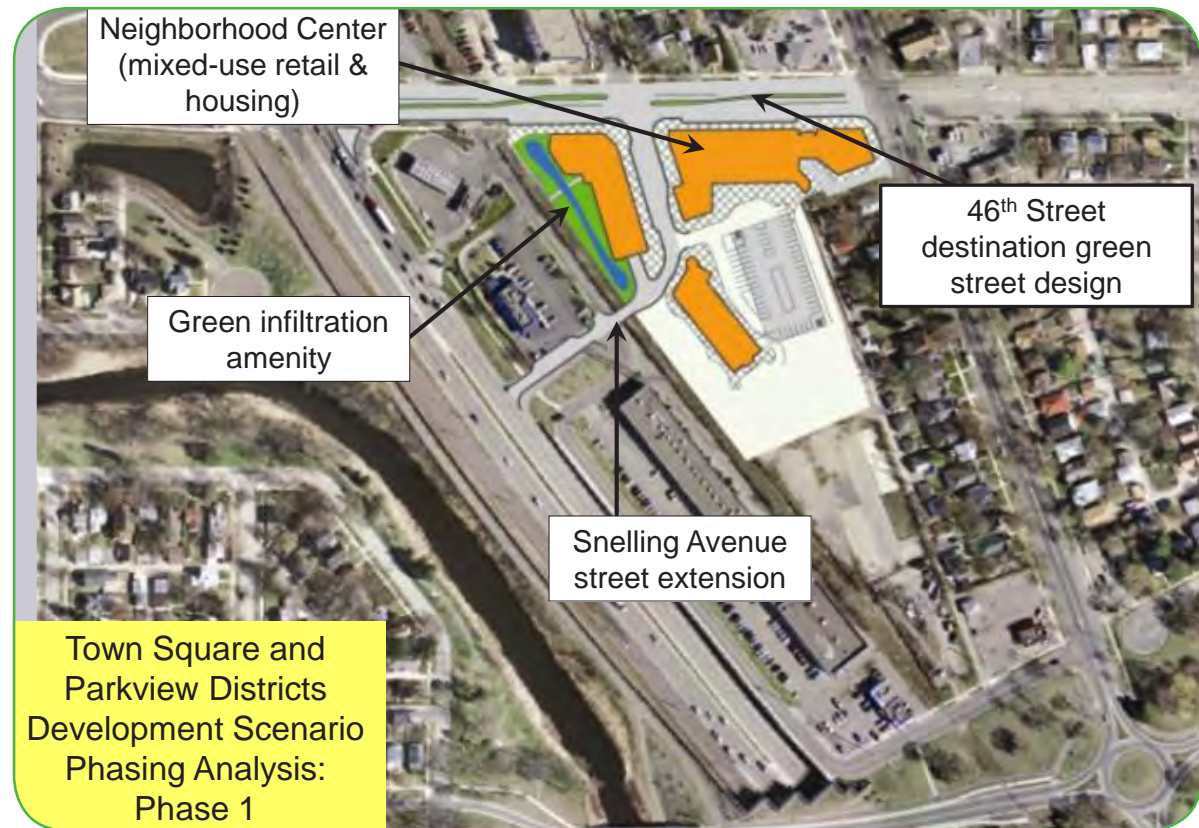 Neighborhood Center
(mixed-use retail &
housing)
46th Street
destination green
street design
Green infiltration
amenity
Snelling Avenue
street extension
Town Square and
Parkview Districts
Development Scenario
Phasing Analysis:
Phase 1